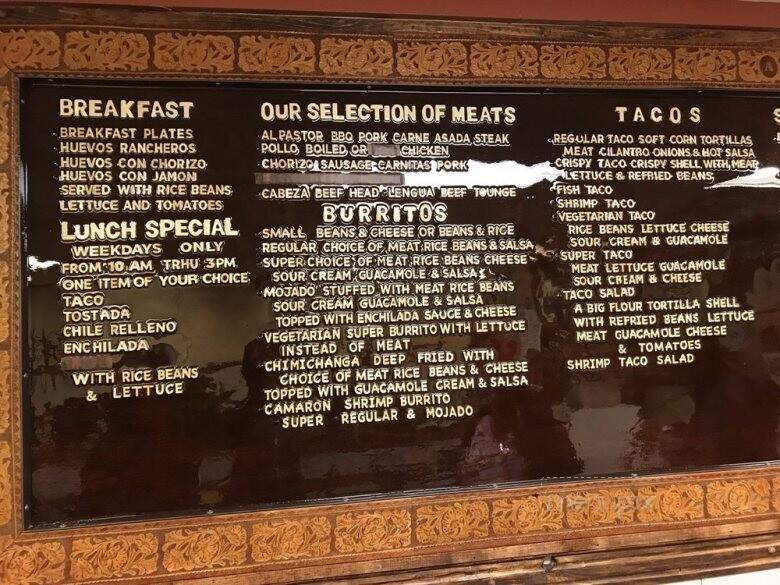 BREAKFAST
BREAKFAST PLATES
HUEVOS RANCHEROS
HUEVOS CON CHORIZO
HUEVOS CON JAMON
SERVED WITH RICE BEANS
LETTUCE AND TOMATOES
LUNCH SPECIAL
WEEKDAYS ONLY
FROM 10 AM TRHU 3PM
ONE ITEM OF YOUR CHOICE
TACO
TOSTADA
CHILE RELLENO
ENCHILADA
WITH RICE BEANS
& LETTUCE
OUR SELECTION OF MEATS
AL PASTOR BBQ PORK CARNE ASADA STEAK
POLLO BOILED OR CHICKEN
CHORIZO SAUSAGE CARNITAS PORK
CABEZA BEEF HEAD LENGUA BEEF TOUNGE
BURRITOS
SMALL BEANS & CHEESE OR BEANS & RICE
REGULAR CHOICE OF MEAT RICE BEANS & SALSA
SUPER CHOICE OF MEAT RICE BEANS CHEESE
SOUR CREAM GUACAMOLE & SALSA
MOJADO STUFFED WITH MEAT RICE BEANS
SOUR CREAM GUACAMOLE & SALSA
TOPPED WITH ENCHILADA SAUCE & CHEESE
VEGETARIAN SUPER BURRITO WITH LETTUCE
INSTEAD OF MEAT
CHIMICHANGA DEEP FRIED WITH
CHOICE OF MEAT RICE BEANS & CHEESE
TOPPED WITH GUACAMOLE CREAM & SALSA
CAMARON SHRIMP BURRITO
SUPER REGULAR & MOJADO
TACOS
REGULAR TACO SOFT CORN TORTILLAS
MEAT CILANTRO ONIONS & HOT SALSA
CRISPY TACO CRISPY SHELL WITH MEAT
LETTUCE & REFRIED BEANS
FISH TACO
SHRIMP TACO
VEGETARIAN TACO
RICE BEANS LETTUCE CHEESE
SOUR CREAM & GUACAMOLE
SUPER TACO
MEAT LETTUCE GUACAMOLE
SOUR CREAM & CHEESE
TACO SALAD
A BIG FLOUR TORTILLA SHELL
WITH REFRIED BEANS LETTUCE
MEAT GUACAMOLE CHEESE
& TOMATOES
SHRIMP TACO SALAD